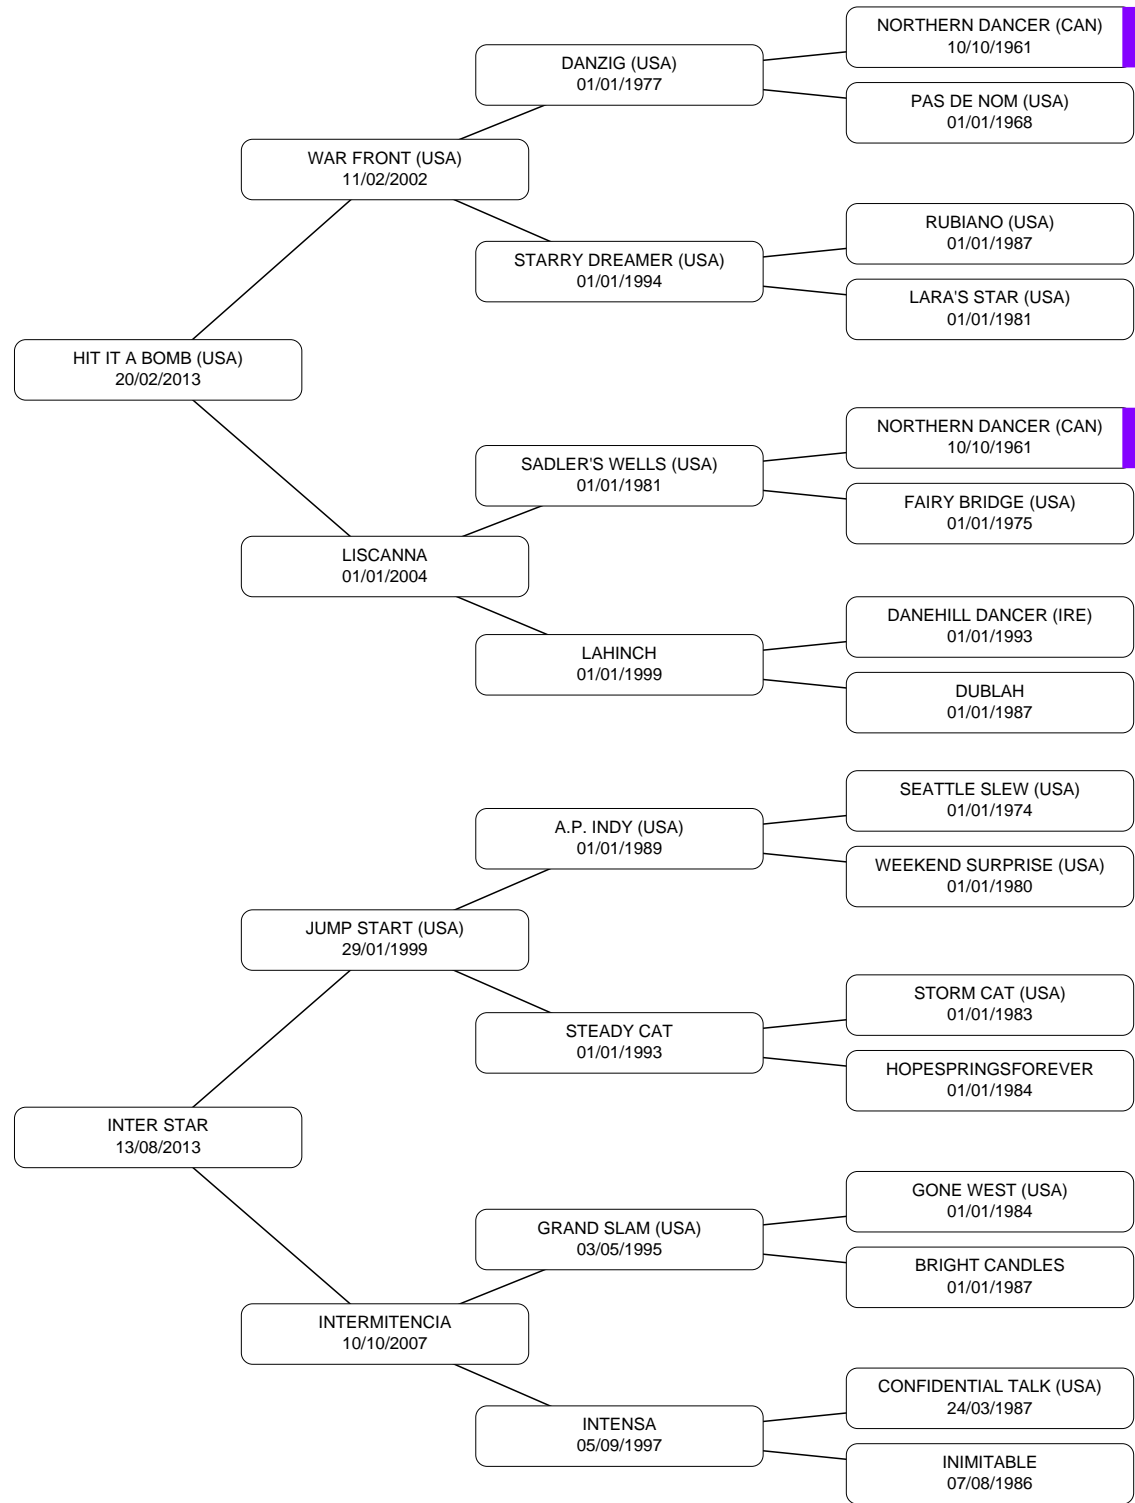 NORTHERN DANCER (CAN)
10/10/1961
DANZIG (USA)
01/01/1977
PAS DE NOM (USA)
01/01/1968
WAR FRONT (USA)
11/02/2002
RUBIANO (USA)
01/01/1987
STARRY DREAMER (USA)
01/01/1994
LARA'S STAR (USA)
01/01/1981
HIT IT A BOMB (USA)
20/02/2013
NORTHERN DANCER (CAN)
10/10/1961
SADLER'S WELLS (USA)
01/01/1981
FAIRY BRIDGE (USA)
01/01/1975
LISCANNA
01/01/2004
DANEHILL DANCER (IRE)
01/01/1993
LAHINCH
01/01/1999
DUBLAH
01/01/1987
SEATTLE SLEW (USA)
01/01/1974
A.P. INDY (USA)
01/01/1989
WEEKEND SURPRISE (USA)
01/01/1980
JUMP START (USA)
29/01/1999
STORM CAT (USA)
01/01/1983
STEADY CAT
01/01/1993
HOPESPRINGSFOREVER
01/01/1984
INTER STAR
13/08/2013
GONE WEST (USA)
01/01/1984
GRAND SLAM (USA)
03/05/1995
BRIGHT CANDLES
01/01/1987
INTERMITENCIA
10/10/2007
CONFIDENTIAL TALK (USA)
24/03/1987
INTENSA
05/09/1997
INIMITABLE
07/08/1986